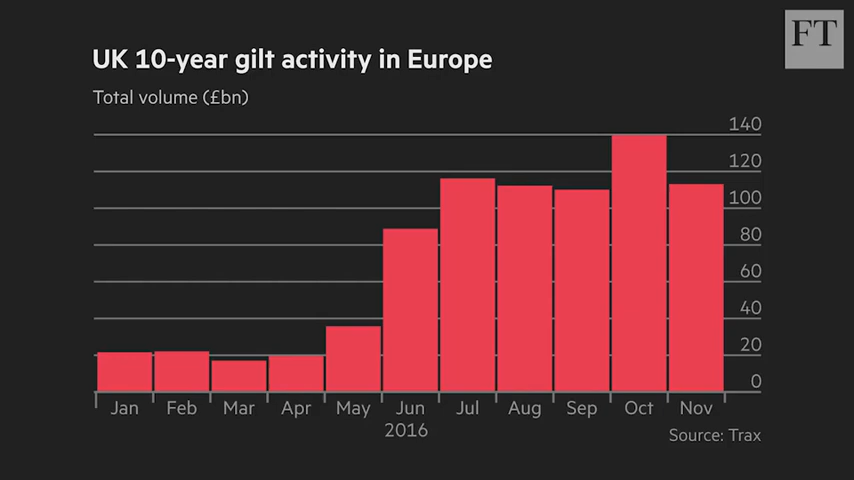 FT
UK 10-year gilt activity in Europe
Total volume (£bn)
140
120
100
80
60
40
20
0
Jan Feb Mar Apr May Jun Jul Aug Sep Oct Nov
2016
Source: Trax